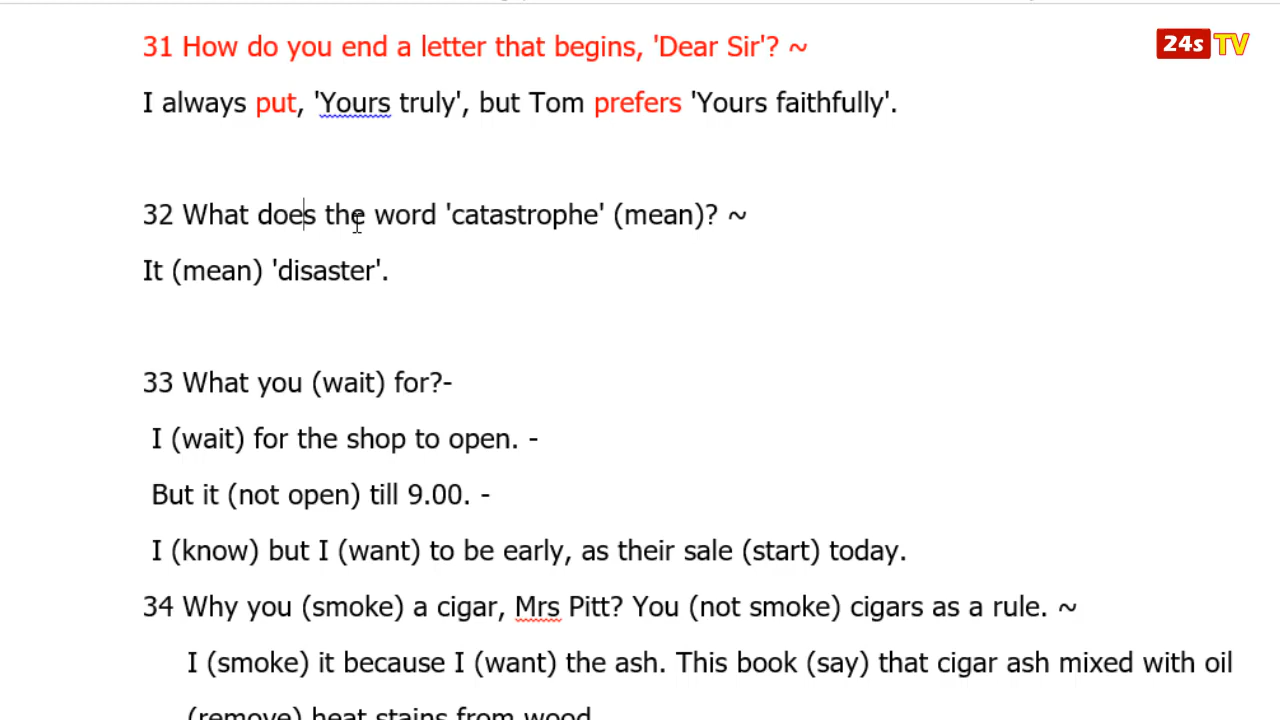 31 How do you end a letter that begins, 'Dear Sir'? ~
24s TV
I always put, 'Yours truly', but Tom prefers 'Yours faithfully'.
32 What does the word 'catastrophe' (mean)? ~
It (mean) 'disaster'.
33 What you (wait) for?-
I (wait) for the shop to open. -
But it (not open) till 9.00. -
I (know) but I (want) to be early, as their sale (start) today.
34 Why you (smoke) a cigar, Mrs Pitt? You (not smoke) cigars as a rule. ~
I (smoke) it because I (want) the ash. This book (say) that cigar ash mixed with oil
(remove) heat stains from wood